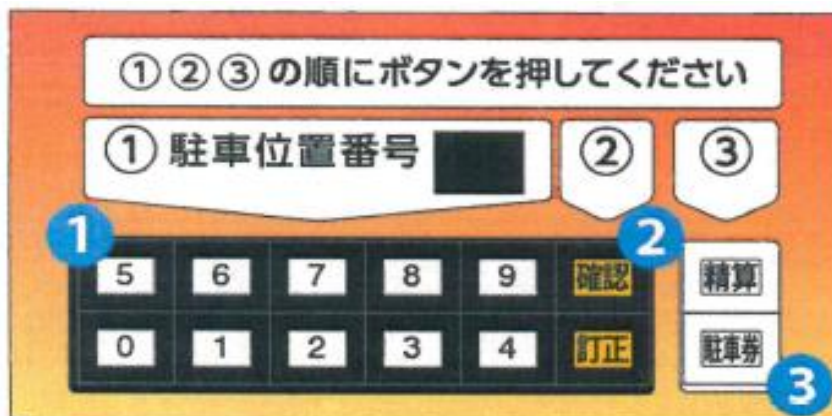 ①②③の順にボタンを押してください
①駐車位置番号
②
③
1
2
5 6 7 8 9 確認 精算
0 1 2 3 4 訂正 駐車券
3